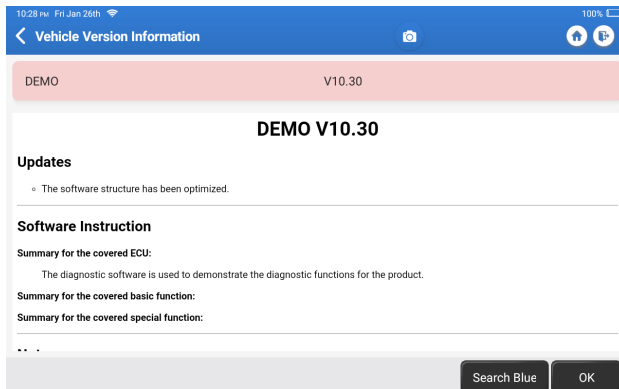 10:28 PM Fri Jan 26th 100%
Vehicle Version Information
DEMO V10.30
DEMO V10.30
Updates
The software structure has been optimized.
Software Instruction
Summary for the covered ECU:
The diagnostic software is used to demonstrate the diagnostic functions for the product.
Summary for the covered basic function:
Summary for the covered special function:
Search Blue OK